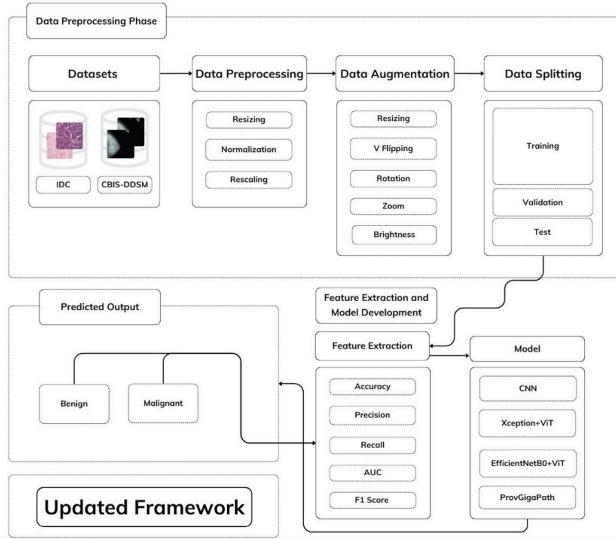 Data Preprocessing Phase
Datasets
Data Preprocessing
Data Augmentation
Data Splitting
IDC
CBIS-DDSM
Resizing
Normalization
Rescaling
Resizing
V Flipping
Rotation
Zoom
Brightness
Training
Validation
Test
Predicted Output
Benign
Malignant
Feature Extraction and
Model Development
Feature Extraction
Accuracy
Precision
Recall
AUC
F1 Score
Model
CNN
Xception+ViT
EfficientNetB0+ViT
ProvGigaPath
Updated Framework